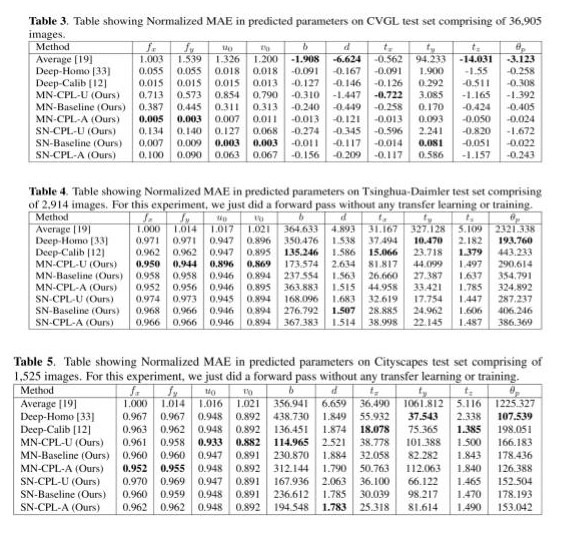 Table 3. Table showing Normalized MAE in predicted parameters on CVGL test set comprising of 36,905
images.
Method fx fy u0 v0 b d tx ty tz θp
Average [19] 1.003 1.539 1.326 1.200 -1.908 -6.624 -0.562 94.233 -14.031 -3.123
Deep-Homo [33] 0.055 0.055 0.018 0.018 -0.091 -0.167 -0.091 1.900 -1.55 -0.258
Deep-Calib [12] 0.015 0.015 0.015 0.013 -0.127 -0.146 -0.126 0.292 -0.511 -0.308
MN-CPL-U (Ours) 0.713 0.573 0.854 0.790 -0.310 -1.447 -0.722 3.085 -1.165 -1.392
MN-Baseline (Ours) 0.387 0.445 0.311 0.313 -0.240 -0.449 -0.258 0.170 -0.424 -0.405
MN-CPL-A (Ours) 0.005 0.003 0.007 0.011 -0.013 -0.121 -0.013 0.093 -0.050 -0.024
SN-CPL-U (Ours) 0.134 0.140 0.127 0.068 -0.274 -0.345 -0.596 2.241 -0.820 -1.672
SN-Baseline (Ours) 0.007 0.009 0.003 0.003 -0.011 -0.117 -0.014 0.081 -0.051 -0.022
SN-CPL-A (Ours) 0.100 0.090 0.063 0.067 -0.156 -0.209 -0.117 0.586 -1.157 -0.243
Table 4. Table showing Normalized MAE in predicted parameters on Tsinghua-Daimler test set comprising
of 2,914 images. For this experiment, we just did a forward pass without any transfer learning or training.
Method fx fy u0 v0 b d tx ty tz θp
Average [19] 1.000 1.014 1.017 1.021 364.633 4.893 31.167 327.128 5.109 2321.338
Deep-Homo [33] 0.971 0.971 0.947 0.896 350.476 1.538 37.494 10.470 2.182 193.760
Deep-Calib [12] 0.962 0.962 0.947 0.895 135.246 1.586 15.066 23.718 1.379 443.233
MN-CPL-U (Ours) 0.950 0.944 0.896 0.869 173.574 2.634 81.817 44.099 1.497 290.614
MN-Baseline (Ours) 0.958 0.958 0.946 0.894 237.554 1.563 26.660 27.387 1.637 354.791
MN-CPL-A (Ours) 0.952 0.956 0.946 0.895 363.883 1.515 44.958 33.421 1.785 324.892
SN-CPL-U (Ours) 0.974 0.973 0.945 0.894 168.096 1.683 32.619 17.754 1.447 287.237
SN-Baseline (Ours) 0.968 0.966 0.946 0.894 276.792 1.507 28.885 24.962 1.606 406.246
SN-CPL-A (Ours) 0.966 0.966 0.946 0.894 367.383 1.514 38.998 22.145 1.487 386.369
Table 5. Table showing Normalized MAE in predicted parameters on Cityscapes test set comprising of
1,525 images. For this experiment, we just did a forward pass without any transfer learning or training.
Method fx fy u0 v0 b d tx ty tz θp
Average [19] 1.000 1.014 1.016 1.021 356.941 6.659 36.490 1061.812 5.116 1225.327
Deep-Homo [33] 0.967 0.967 0.948 0.892 438.730 1.849 55.932 37.543 2.338 107.539
Deep-Calib [12] 0.963 0.962 0.948 0.892 136.451 1.874 18.078 75.365 1.385 198.051
MN-CPL-U (Ours) 0.961 0.958 0.933 0.882 114.965 2.521 38.778 101.388 1.500 166.183
MN-Baseline (Ours) 0.960 0.960 0.947 0.891 230.870 1.884 32.058 82.282 1.843 178.436
MN-CPL-A (Ours) 0.952 0.955 0.948 0.892 312.144 1.790 50.763 112.063 1.840 126.388
SN-CPL-U (Ours) 0.970 0.969 0.947 0.891 167.936 2.063 36.100 66.122 1.465 152.504
SN-Baseline (Ours) 0.960 0.959 0.948 0.891 236.612 1.785 30.039 98.217 1.470 178.193
SN-CPL-A (Ours) 0.962 0.962 0.948 0.892 194.548 1.783 25.318 81.614 1.490 153.042